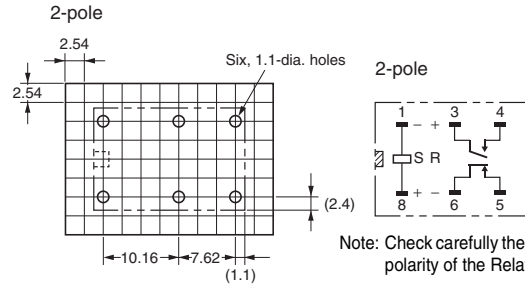 2-pole
2.54
2.54
Six, 1.1-dia. holes
(2.4)
10.16
7.62
(1.1)
2-pole
1 3 4
- +
S R
+ -
8 6 5
Note: Check carefully the
polarity of the Rela